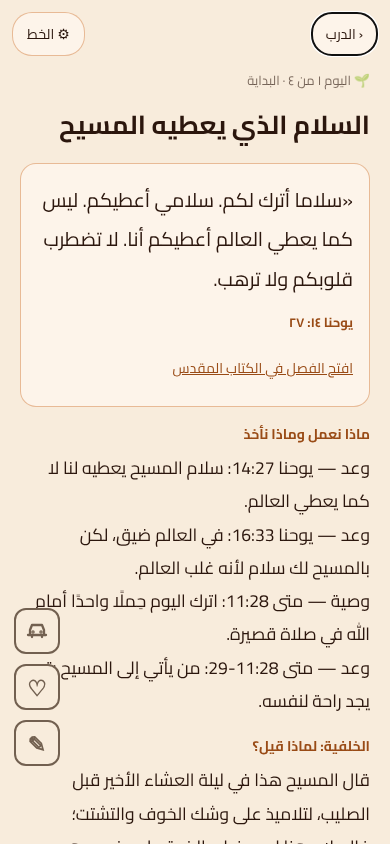 ‹ الدرب
⚙ الخط
🌱 اليوم ١ من ٤ · البداية
السلام الذي يعطيه المسيح
«سلاما أترك لكم. سلامي أعطيكم. ليس
كما يعطي العالم أعطيكم أنا. لا تضطرب
قلوبكم ولا ترهب.
يوحنا ١٤: ٢٧
افتح الفصل في الكتاب المقدس
ماذا نعمل وماذا نأخذ
وعد — يوحنا 14:27: سلام المسيح يعطيه لنا لا
كما يعطي العالم.
وعد — يوحنا 16:33: في العالم ضيق، لكن
بالمسيح لك سلام لأنه غلب العالم.
وصية — متى 11:28: اترك اليوم حملًا واحدًا أمام
الله في صلاة قصيرة.
وعد — متى 11:28-29: من يأتي إلى المسيح
يجد راحة لنفسه.
الخلفية: لماذا قيل؟
قال المسيح هذا في ليلة العشاء الأخير قبل
الصليب، لتلاميذ على وشك الخوف والتشتت؛